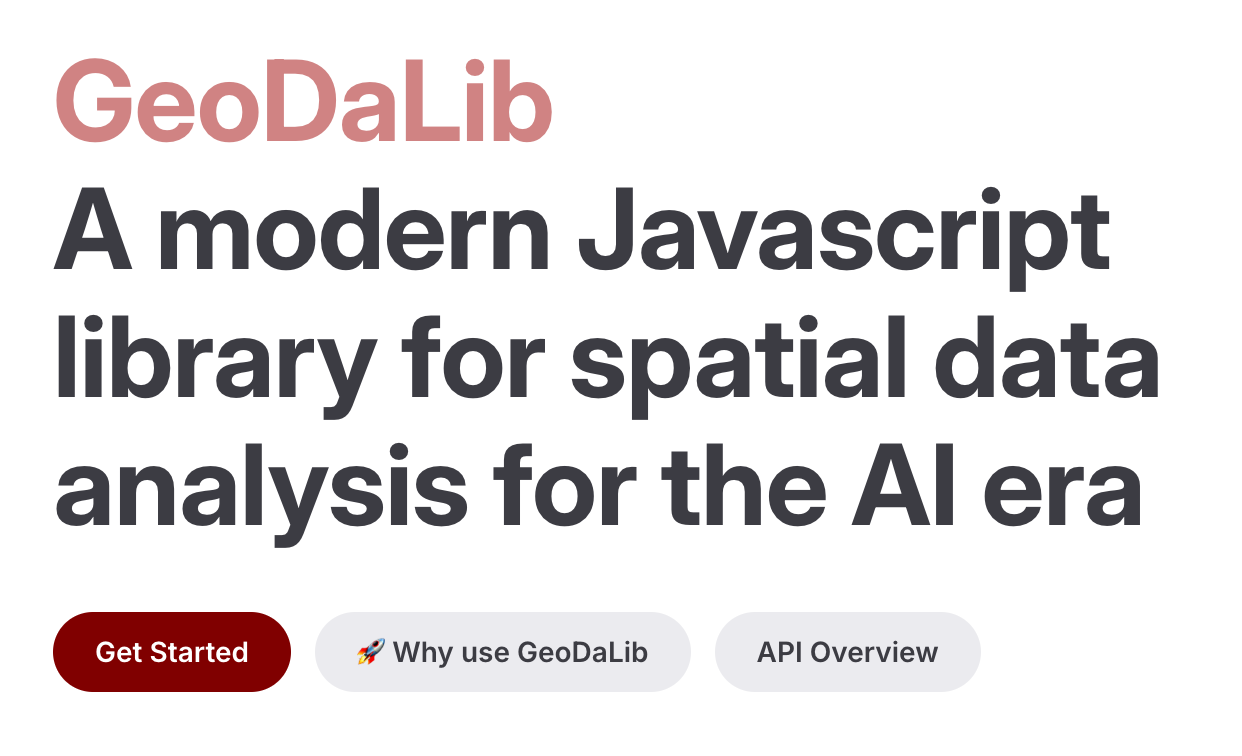 GeoDaLib
A modern Javascript
library for spatial data
analysis for the AI era
Get Started
🚀 Why use GeoDaLib
API Overview